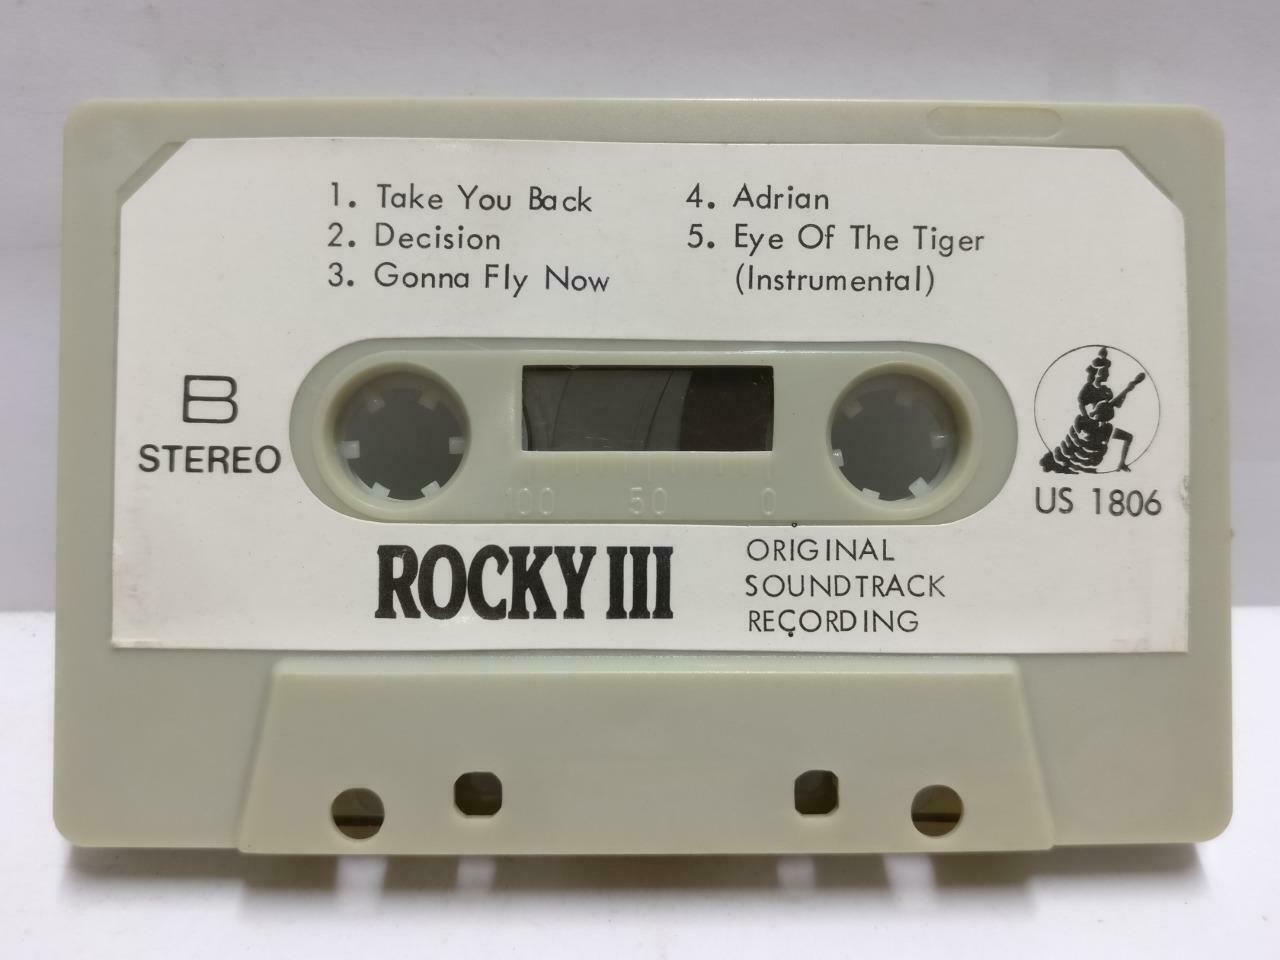 1. Take You Back
2. Decision
3. Gonna Fly Now
4. Adrian
5. Eye Of The Tiger
(Instrumental)
B
STEREO
100 50 0
US 1806
ROCKY III
ORIGINAL
SOUNDTRACK
RECORDING